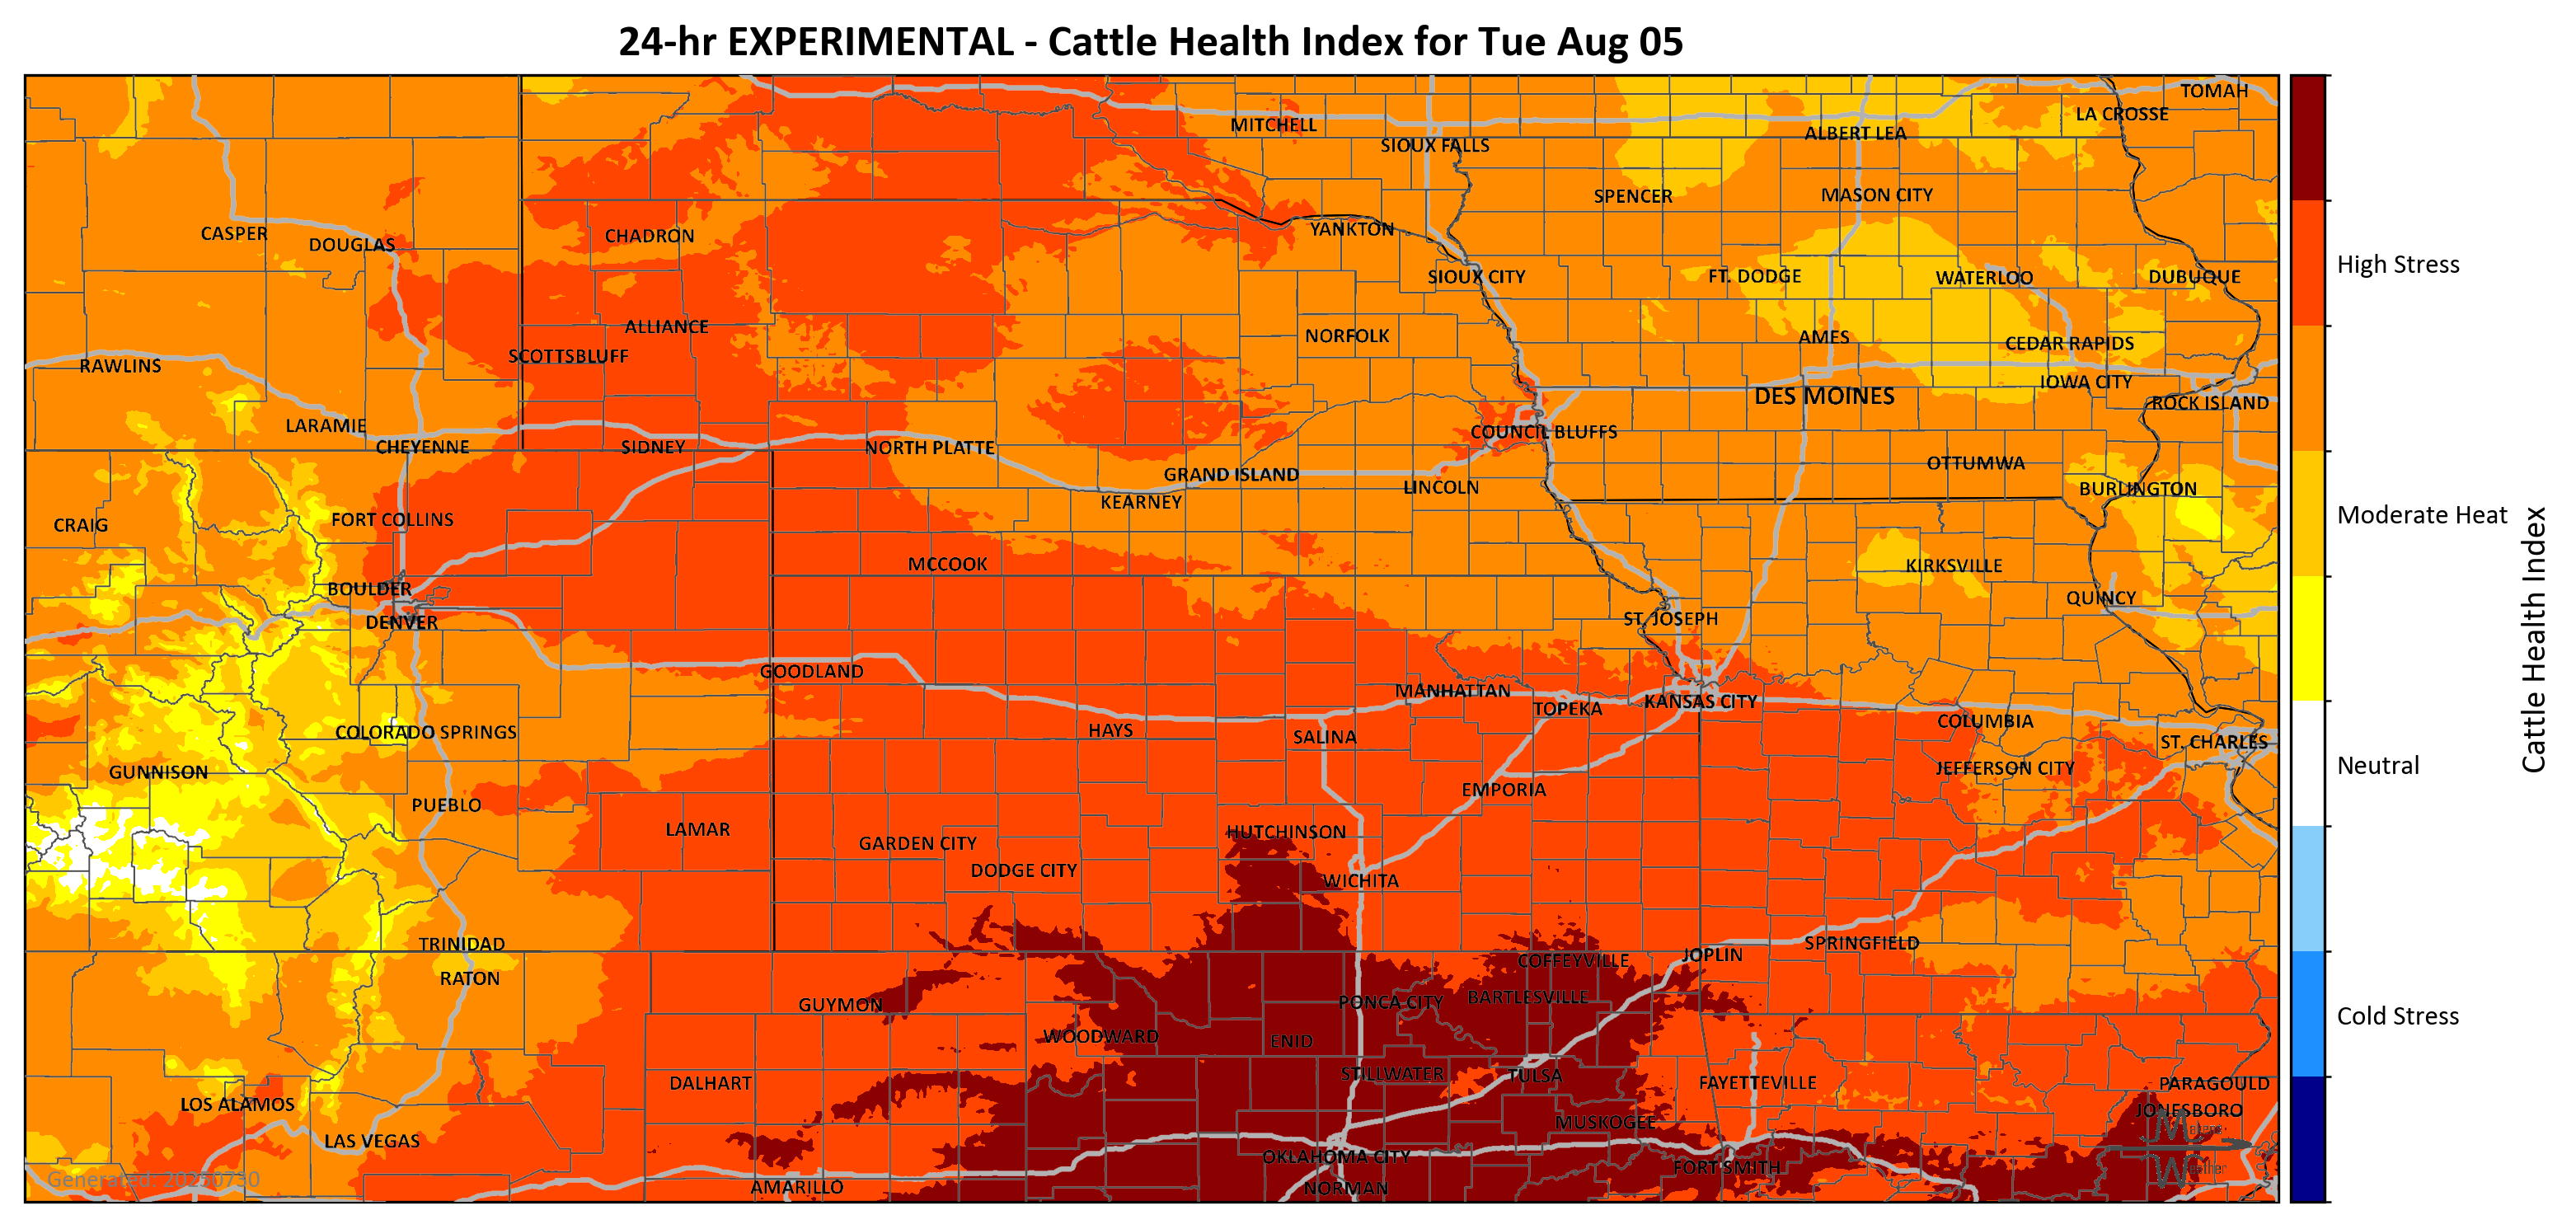 24-hr EXPERIMENTAL - Cattle Health Index for Tue Aug 05
TOMAH
LA CROSSE
MITCHELL
ALBERT LEA
SIOUX FALLS
SPENCER
MASON CITY
CASPER
DOUGLAS
CHADRON
YANKTON
SIOUX CITY
FT. DODGE
WATERLOO
DUBUQUE
High Stress
ALLIANCE
NORFOLK
AMES
CEDAR RAPIDS
SCOTTSBLUFF
RAWLINS
IOWA CITY
DES MOINES
ROCK ISLAND
LARAMIE
COUNCIL BLUFFS
CHEYENNE
SIDNEY
NORTH PLATTE
OTTUMWA
GRAND ISLAND
LINCOLN
BURLINGTON
KEARNEY
Moderate Heat
CRAIG
FORT COLLINS
MCCOOK
KIRKSVILLE
BOULDER
QUINCY
DENVER
ST. JOSEPH
Cattle Health Index
GOODLAND
MANHATTAN
KANSAS CITY
TOPEKA
COLUMBIA
COLORADO SPRINGS
HAYS
SALINA
ST. CHARLES
GUNNISON
JEFFERSON CITY
Neutral
EMPORIA
PUEBLO
LAMAR
HUTCHINSON
GARDEN CITY
DODGE CITY
WICHITA
TRINIDAD
SPRINGFIELD
JOPLIN
COFFEYVILLE
RATON
BARTLESVILLE
GUYMON
PONCA CITY
Cold Stress
WOODWARD
ENID
STILLWATER
TULSA
DALHART
FAYETTEVILLE
PARAGOULD
LOS ALAMOS
JONESBORO
MUSKOGEE
LAS VEGAS
OKLAHOMA CITY
FORT SMITH
Generated: 20250730
AMARILLO
NORMAN